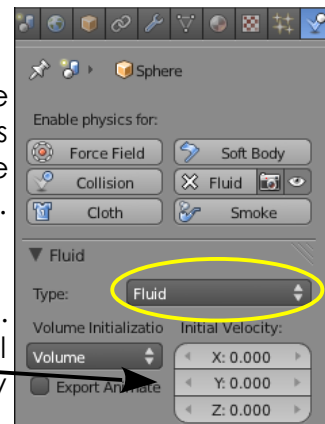 Sphere
Enable physics for:
Force Field Soft Body
Collision Fluid
Cloth Smoke
Fluid
Type: Fluid
Volume Initializatio Initial Velocity:
Volume X: 0.000
Export Animate Y: 0.000
Z: 0.000